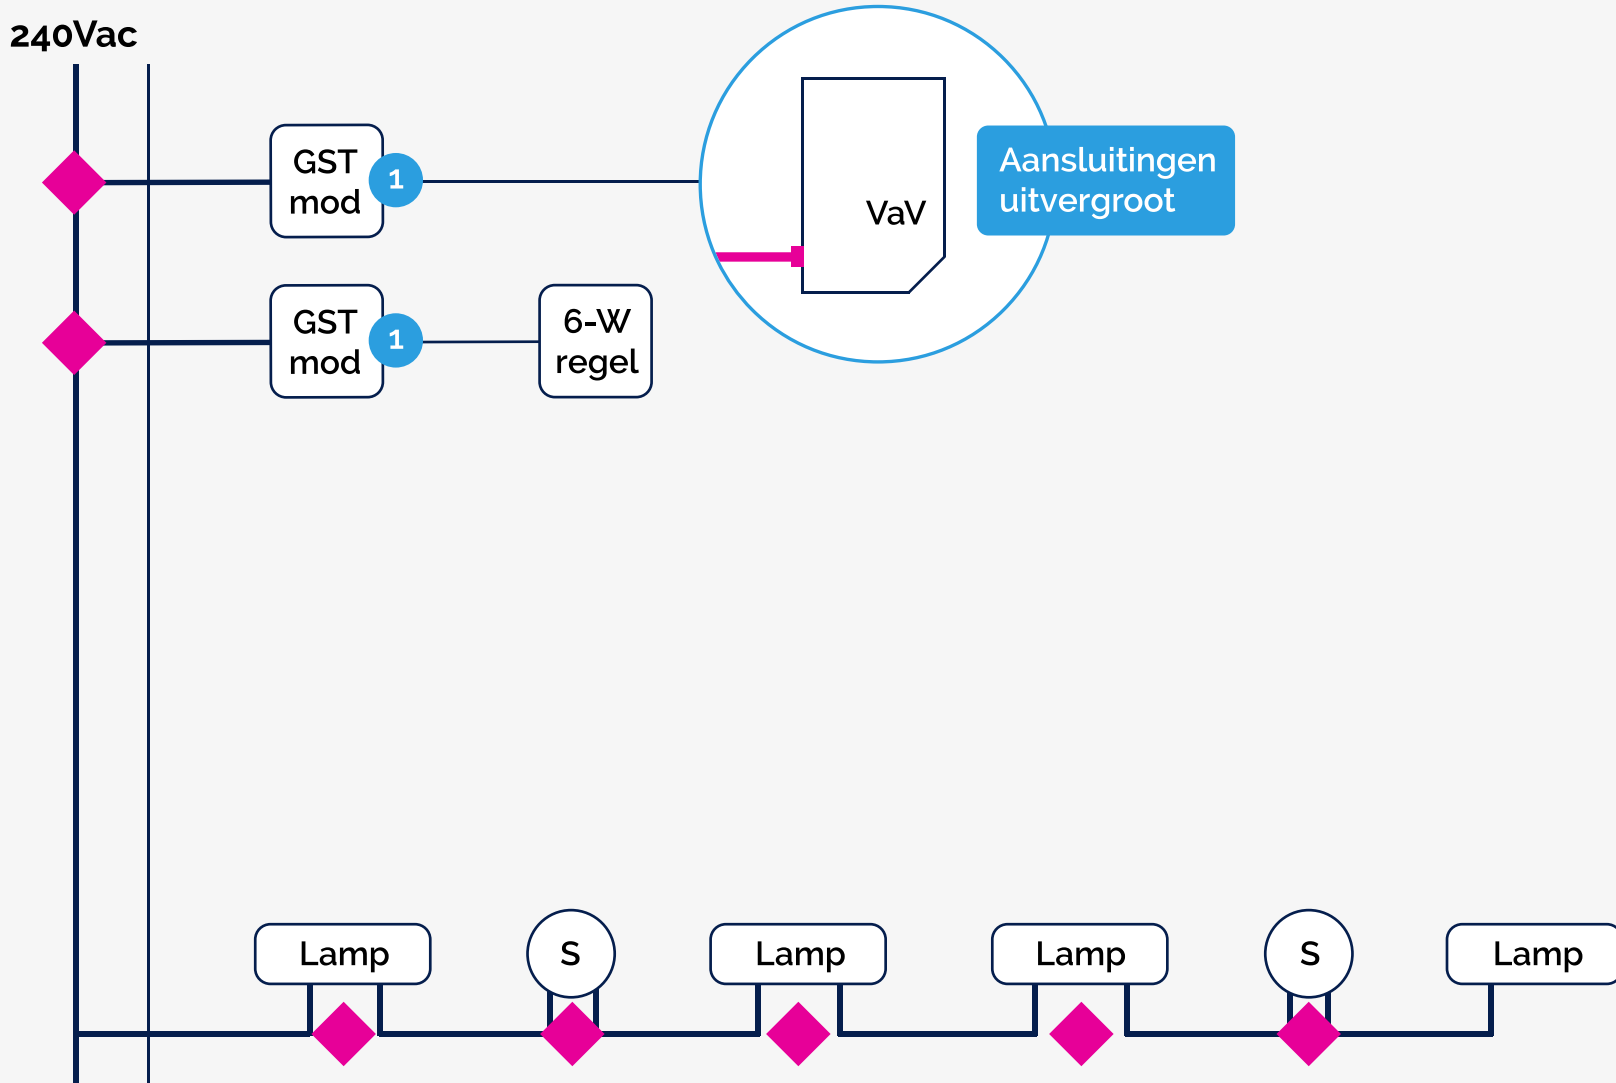 240Vac
GST
mod
1
VaV
Aansluitingen
uitvergroot
GST
mod
1
6-W
regel
Lamp
S
Lamp
Lamp
S
Lamp